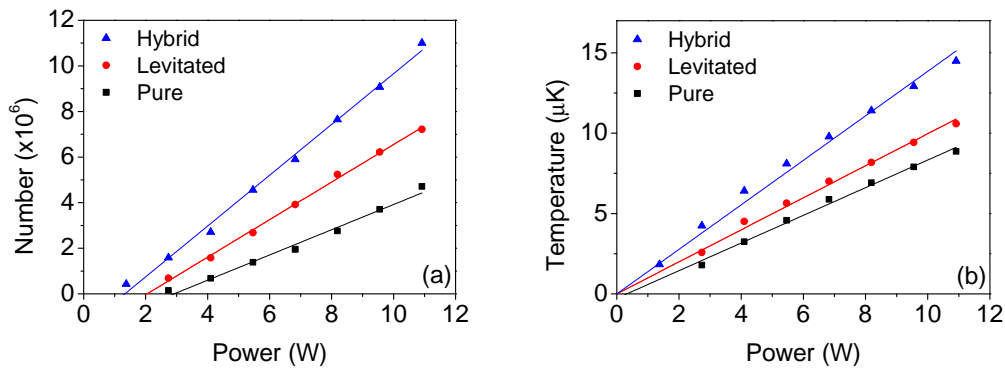 Hybrid
Levitated
Pure
(a)
Number (x10⁶)
0
2
4
6
8
10
12
0
2
4
6
8
10
Power (W)
Hybrid
Levitated
Pure
(b)
Temperature (μK)
0
5
10
15
0
2
4
6
8
10
12
Power (W)